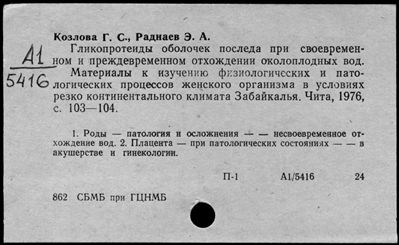 Козлова Г. С., Раднаев Э. А.
А1
5416
Гликопротеиды оболочек последа при своевремен-
ном и преждевременном отхождении околоплодных вод.
Материалы к изучению физиологических и пато-
логических процессов женского организма в условиях
резко континентального климата Забайкалья. Чита, 1976,
с. 103—104.
1. Роды — патология и осложнения — — несвоевременное от-
хождение вод. 2. Плацента — при патологических состояниях — — в
акушерстве и гинекологии.
П-1 А1/5416 24
862 СБМБ при ГЦНМБ